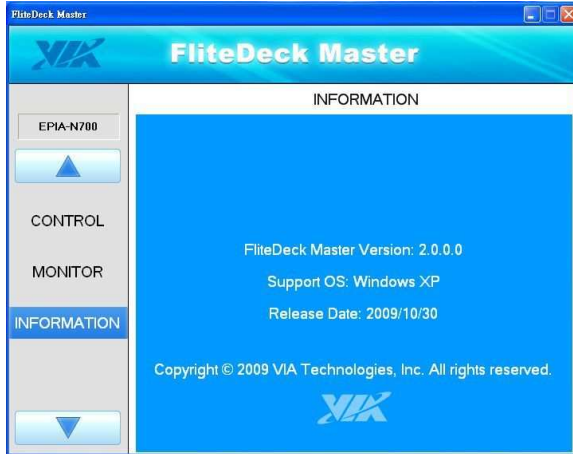 FliteDeck Master
VIA
FliteDeck Master
EPIA-N700
CONTROL
MONITOR
INFORMATION
INFORMATION
FliteDeck Master Version: 2.0.0.0
Support OS: Windows XP
Release Date: 2009/10/30
Copyright © 2009 VIA Technologies, Inc. All rights reserved.
VIA